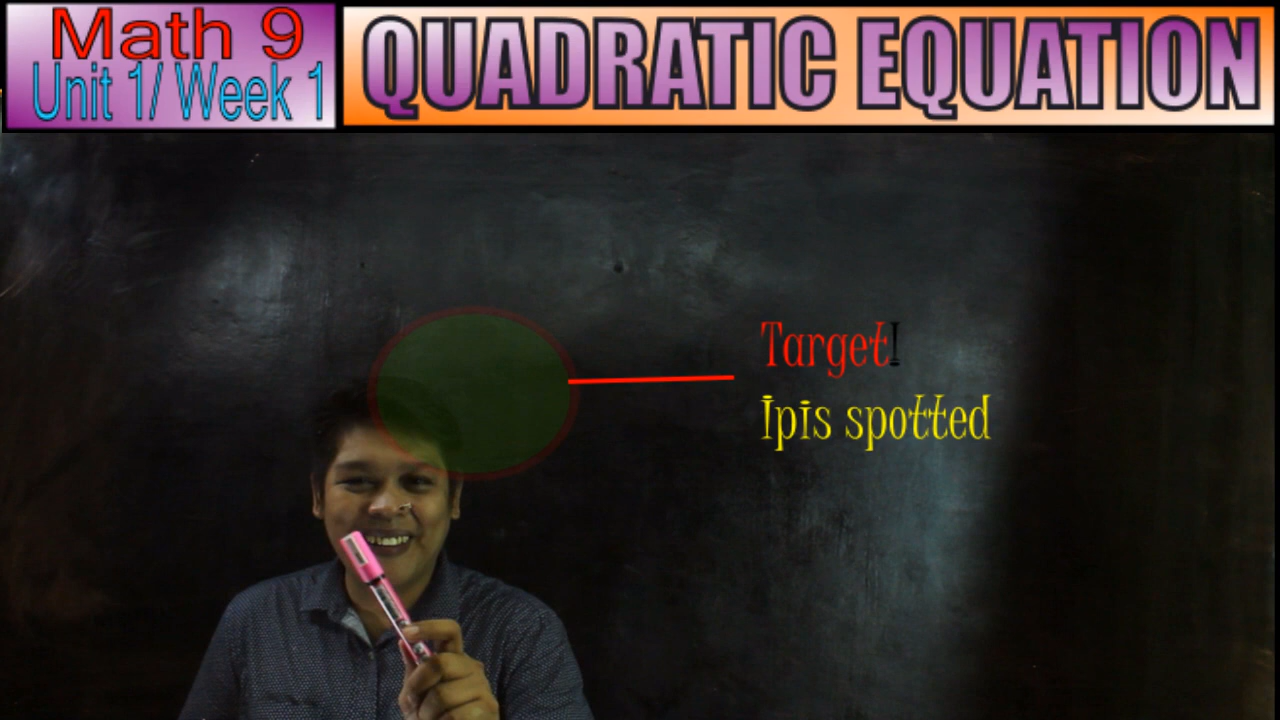 Math 9
Unit 1/ Week 1
QUADRATIC EQUATION
Target!
Ipis spotted